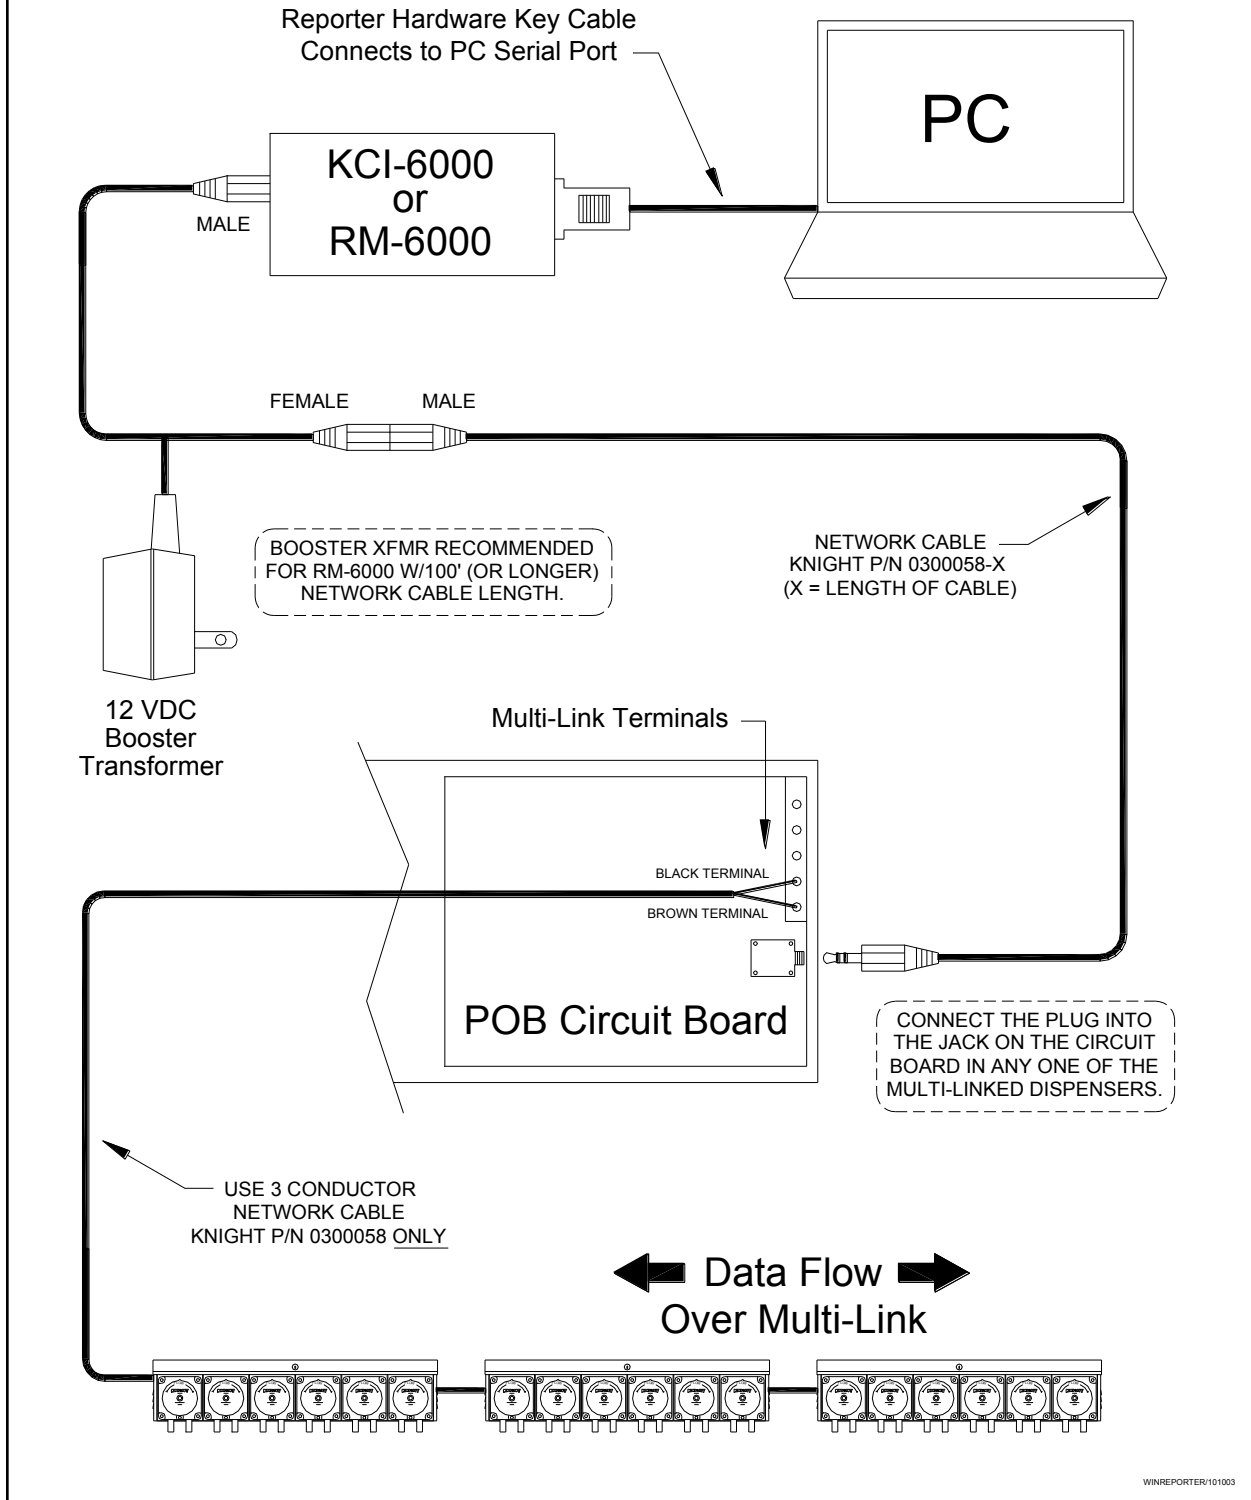 Reporter Hardware Key Cable
Connects to PC Serial Port
PC
KCI-6000
or
RM-6000
MALE
FEMALE
MALE
BOOSTER XFMR RECOMMENDED
FOR RM-6000 W/100' (OR LONGER)
NETWORK CABLE LENGTH.
NETWORK CABLE
KNIGHT P/N 0300058-X
(X = LENGTH OF CABLE)
12 VDC
Booster
Transformer
Multi-Link Terminals
BLACK TERMINAL
BROWN TERMINAL
POB Circuit Board
CONNECT THE PLUG INTO
THE JACK ON THE CIRCUIT
BOARD IN ANY ONE OF THE
MULTI-LINKED DISPENSERS.
USE 3 CONDUCTOR
NETWORK CABLE
KNIGHT P/N 0300058 ONLY
Data Flow
Over Multi-Link
WINREPORTER/101003